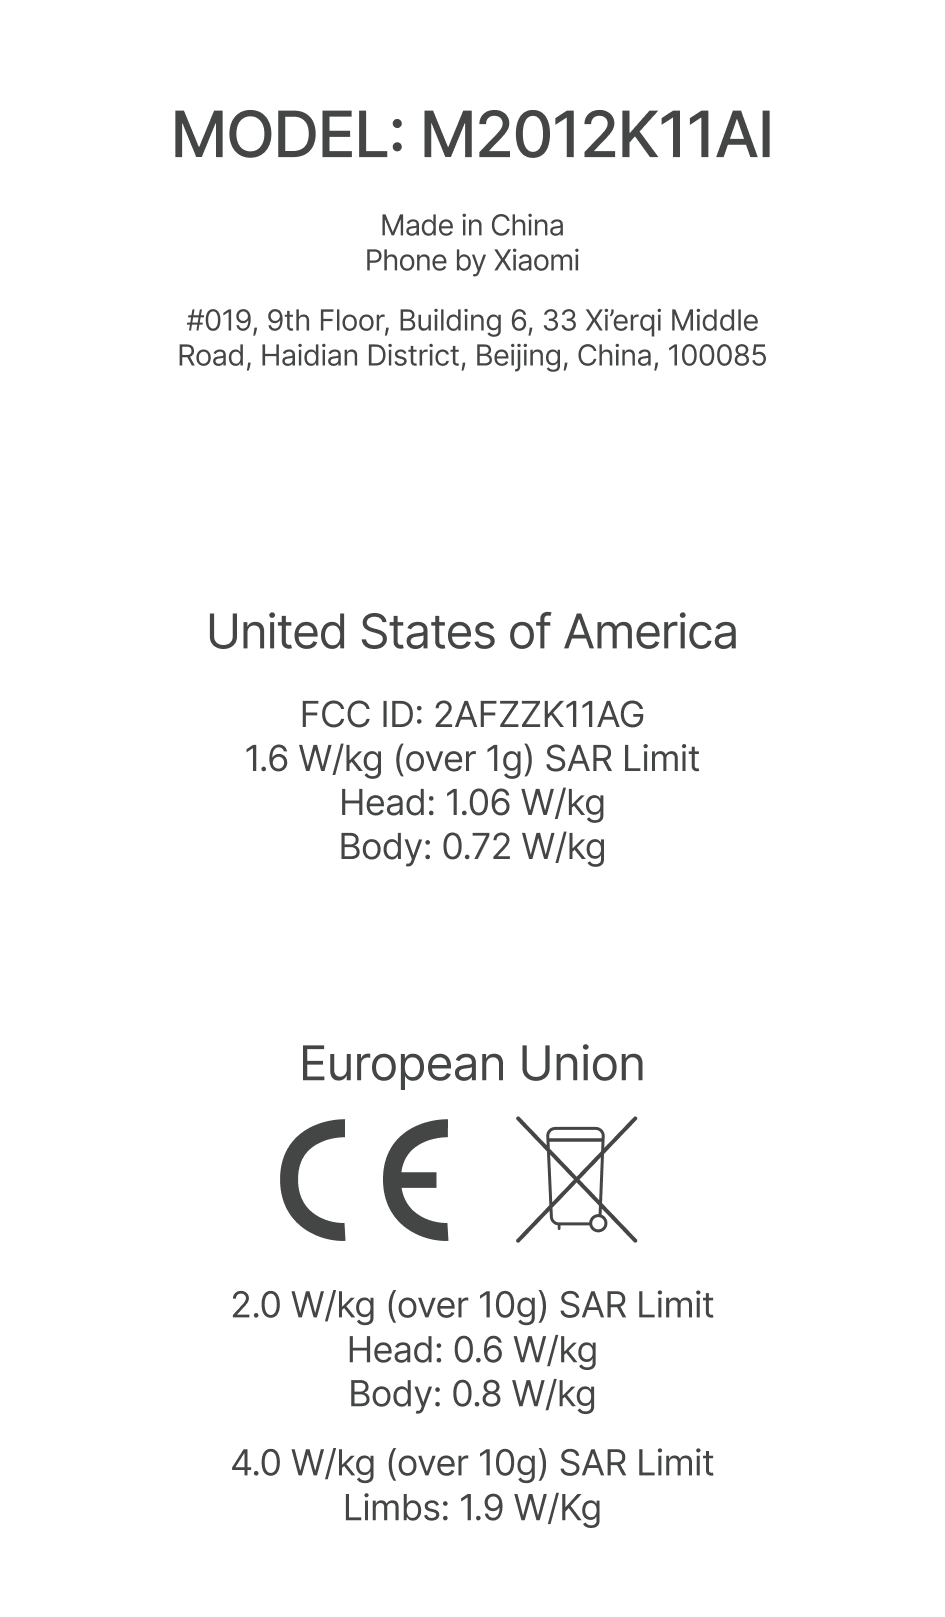 MODEL: M2012K11AI
Made in China
Phone by Xiaomi
#019, 9th Floor, Building 6, 33 Xi’erqi Middle
Road, Haidian District, Beijing, China, 100085
United States of America
FCC ID: 2AFZZK11AG
1.6 W/kg (over 1g) SAR Limit
Head: 1.06 W/kg
Body: 0.72 W/kg
European Union
CE
2.0 W/kg (over 10g) SAR Limit
Head: 0.6 W/kg
Body: 0.8 W/kg
4.0 W/kg (over 10g) SAR Limit
Limbs: 1.9 W/Kg